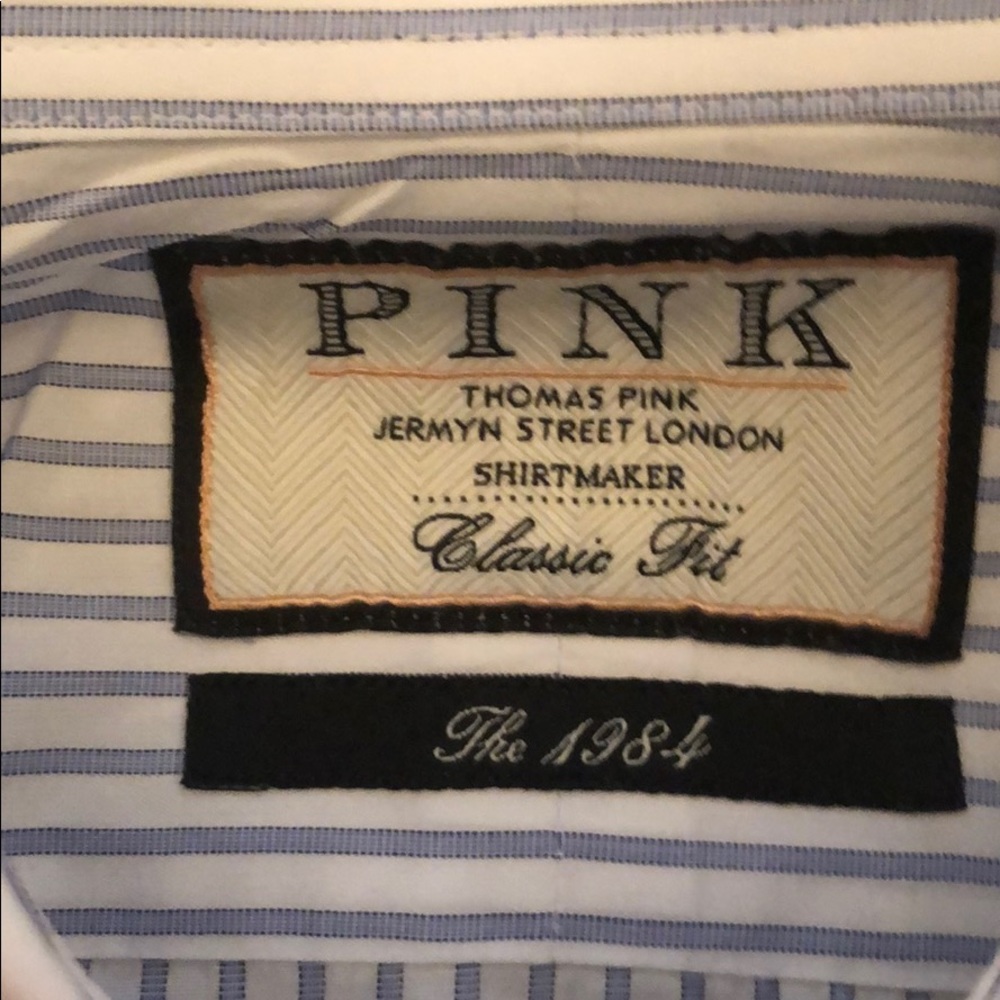 PINK
THOMAS PINK
JERMYN STREET LONDON
SHIRTMAKER
Classic Fit
The 1984